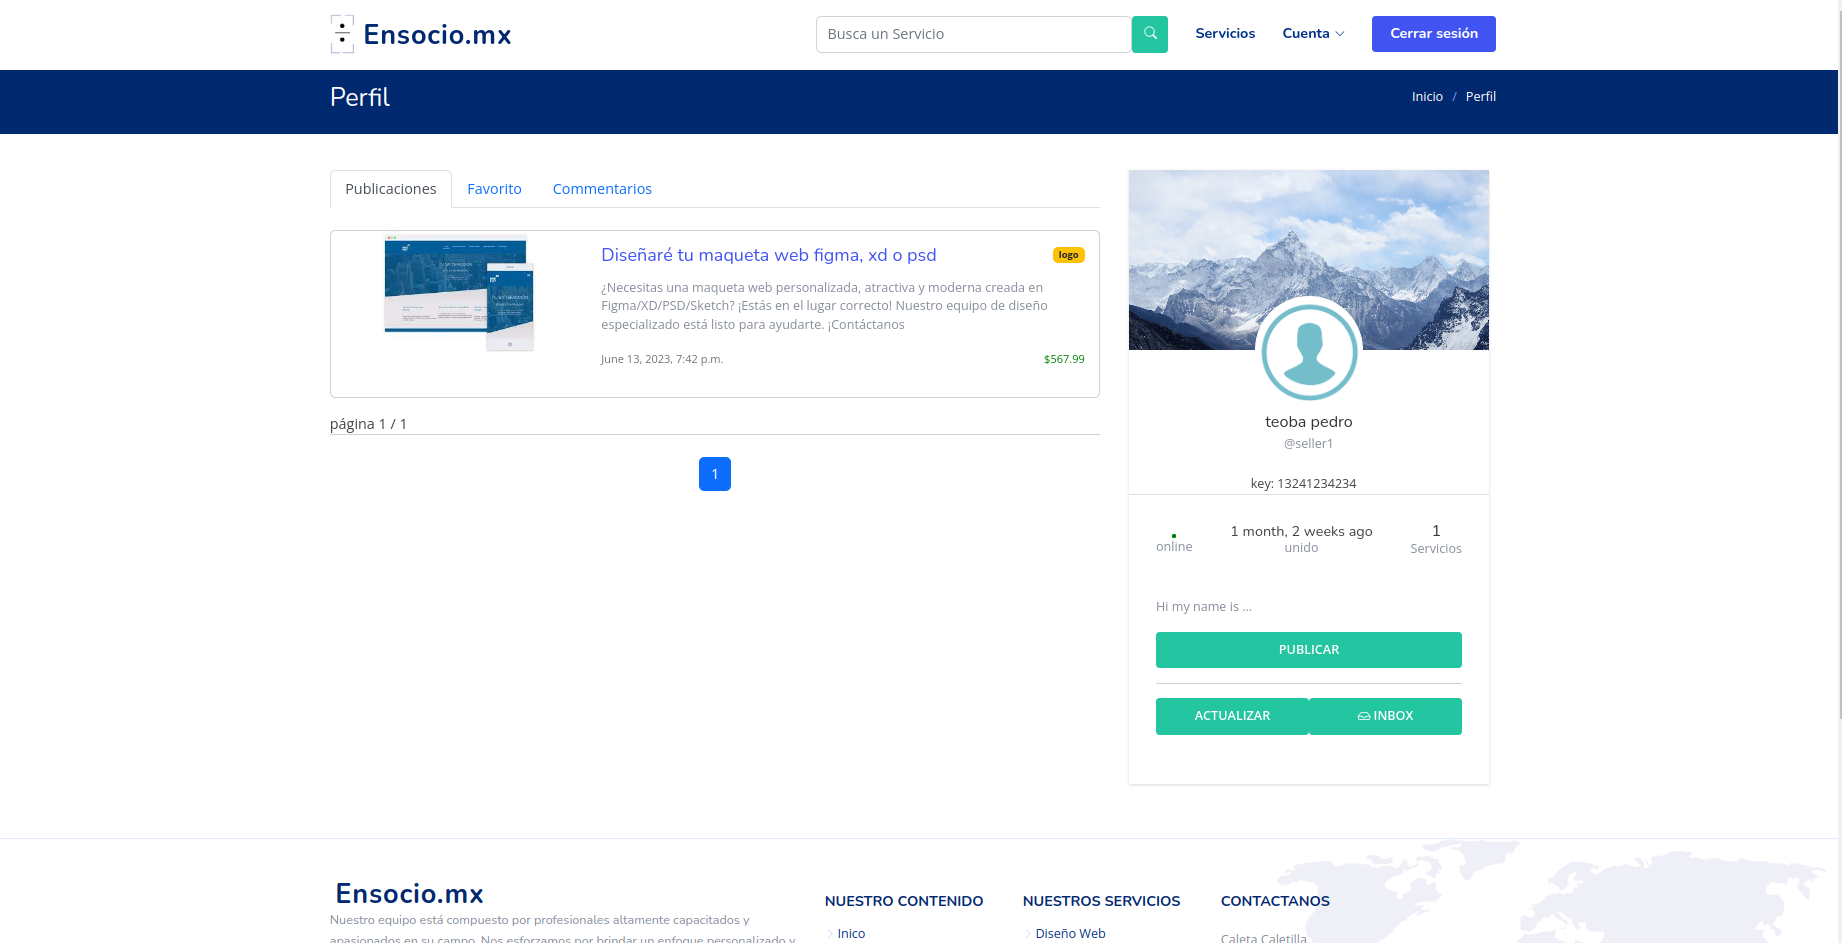 Ensocio.mx
Busca un Servicio
Servicios
Cuenta
Cerrar sesión
Perfil
Inicio / Perfil
Publicaciones
Favorito
Commentarios
Diseñaré tu maqueta web figma, xd o psd
logo
¿Necesitas una maqueta web personalizada, atractiva y moderna creada en
Figma/XD/PSD/Sketch? ¡Estás en el lugar correcto! Nuestro equipo de diseño
especializado está listo para ayudarte. ¡Contáctanos
June 13, 2023, 7:42 p.m.
$567.99
página 1 / 1
1
teoba pedro
@seller1
key: 13241234234
online
1 month, 2 weeks ago
unido
1
Servicios
Hi my name is ...
PUBLICAR
ACTUALIZAR
INBOX
Ensocio.mx
Nuestro equipo está compuesto por profesionales altamente capacitados y
apasionados en su campo. Nos esforzamos por brindar un enfoque personalizado y
NUESTRO CONTENIDO
Inico
NUESTROS SERVICIOS
Diseño Web
CONTACTANOS
Caleta Caletilla